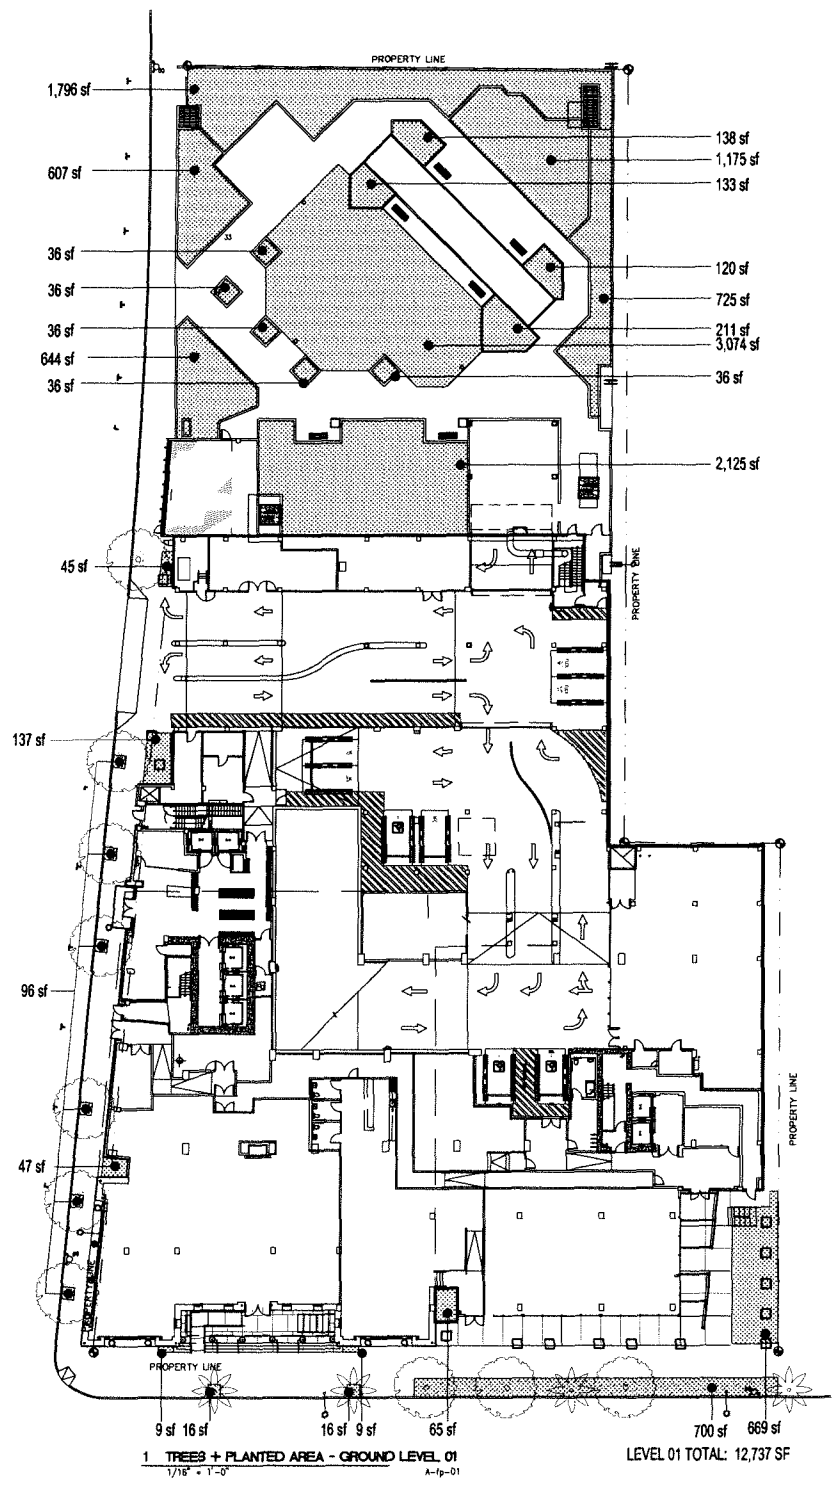 PROPERTY LINE
1,796 sf
138 sf
1,175 sf
607 sf
133 sf
33
36 sf
120 sf
36 sf
725 sf
36 sf
211 sf
644 sf
3,074 sf
36 sf
36 sf
2,125 sf
45 sf
PROPERTY LINE
137 sf
96 sf
PROPERTY LINE
47 sf
PROPERTY LINE
PROPERTY LINE
9 sf 16 sf
16 sf 9 sf
65 sf
700 sf
669 sf
1 TREES + PLANTED AREA - GROUND LEVEL 01
1/16" = 1'-0"
A-fp-01
LEVEL 01 TOTAL: 12,737 SF